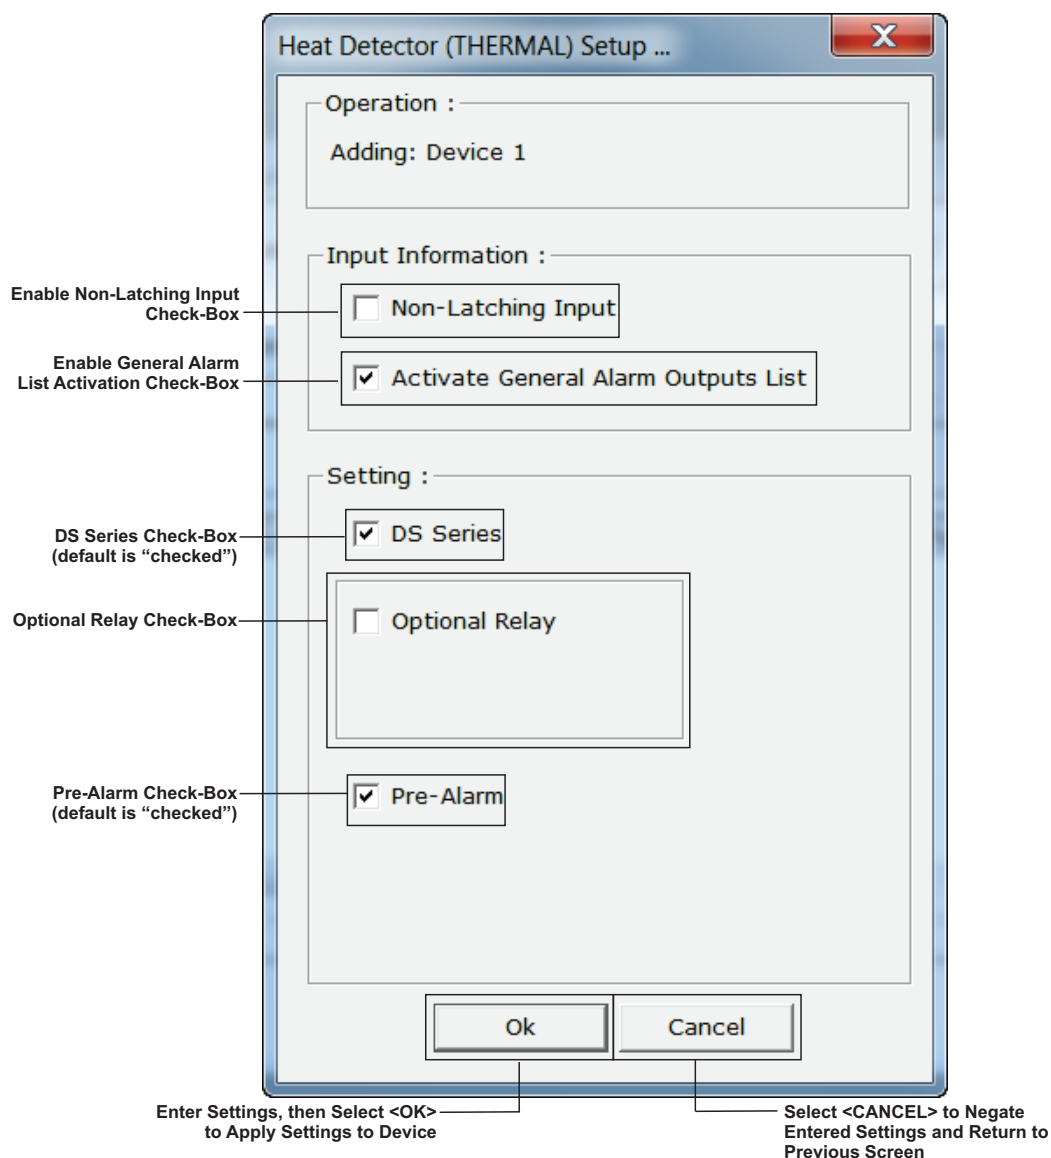 Heat Detector (THERMAL) Setup ...
X
Operation :
Adding: Device 1
Input Information :
Enable Non-Latching Input
Check-Box
Non-Latching Input
Enable General Alarm
List Activation Check-Box
Activate General Alarm Outputs List
Setting :
DS Series Check-Box
(default is “checked”)
DS Series
Optional Relay Check-Box
Optional Relay
Pre-Alarm Check-Box
(default is “checked”)
Pre-Alarm
Ok
Cancel
Enter Settings, then Select <OK>
to Apply Settings to Device
Select <CANCEL> to Negate
Entered Settings and Return to
Previous Screen